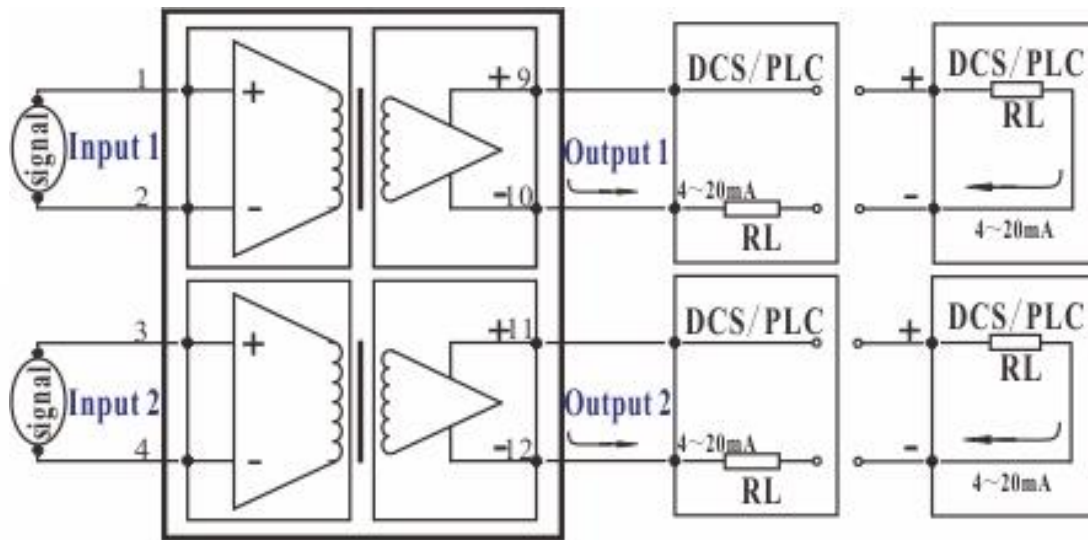 1
+
signal
Input 1
2
-
+ 9
- 10
Output 1
DCS/PLC
4~20mA
RL
+
DCS/PLC
RL
-
4~20mA
3
+
signal
Input 2
4
-
+ 11
- 12
Output 2
DCS/PLC
4~20mA
RL
+
DCS/PLC
RL
-
4~20mA